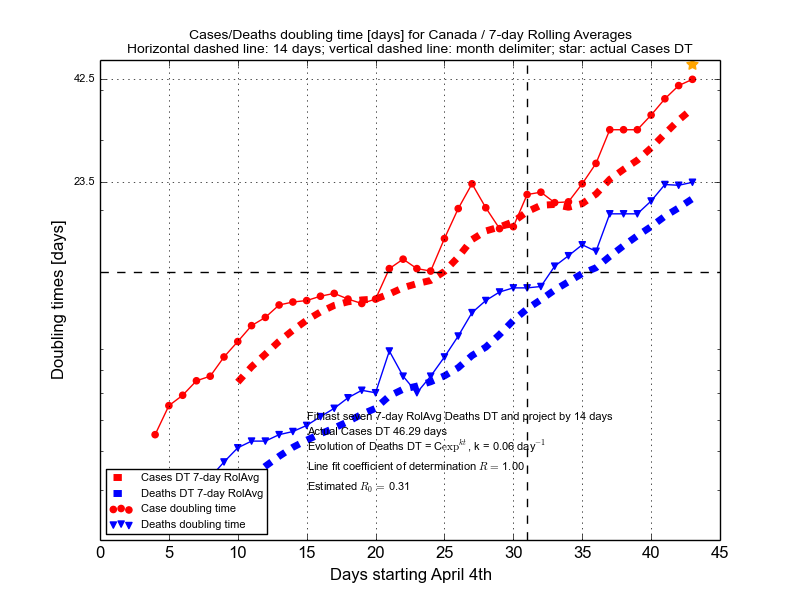 Cases/Deaths doubling time [days] for Canada / 7-day Rolling Averages
Horizontal dashed line: 14 days; vertical dashed line: month delimiter; star: actual Cases DT
42.5
23.5
Doubling times [days]
Fit last seven 7-day RolAvg Deaths DT and project by 14 days
Actual Cases DT 46.29 days
Evolution of Deaths DT = Cexp^{kt}, k = 0.06 day^{-1}
Line fit coefficient of determination R = 1.00
Estimated R_0 = 0.31
Cases DT 7-day RolAvg
Deaths DT 7-day RolAvg
Case doubling time
Deaths doubling time
0 5 10 15 20 25 30 35 40 45
Days starting April 4th